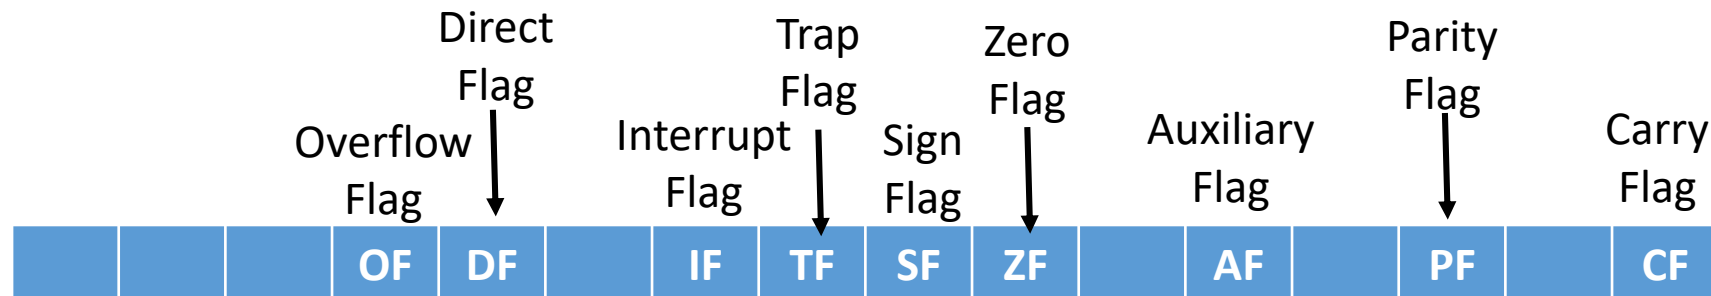 Direct
Flag
Trap
Flag
Zero
Flag
Parity
Flag
Overflow
Flag
Interrupt
Flag
Sign
Flag
Auxiliary
Flag
Carry
Flag
OF DF IF TF SF ZF AF PF CF